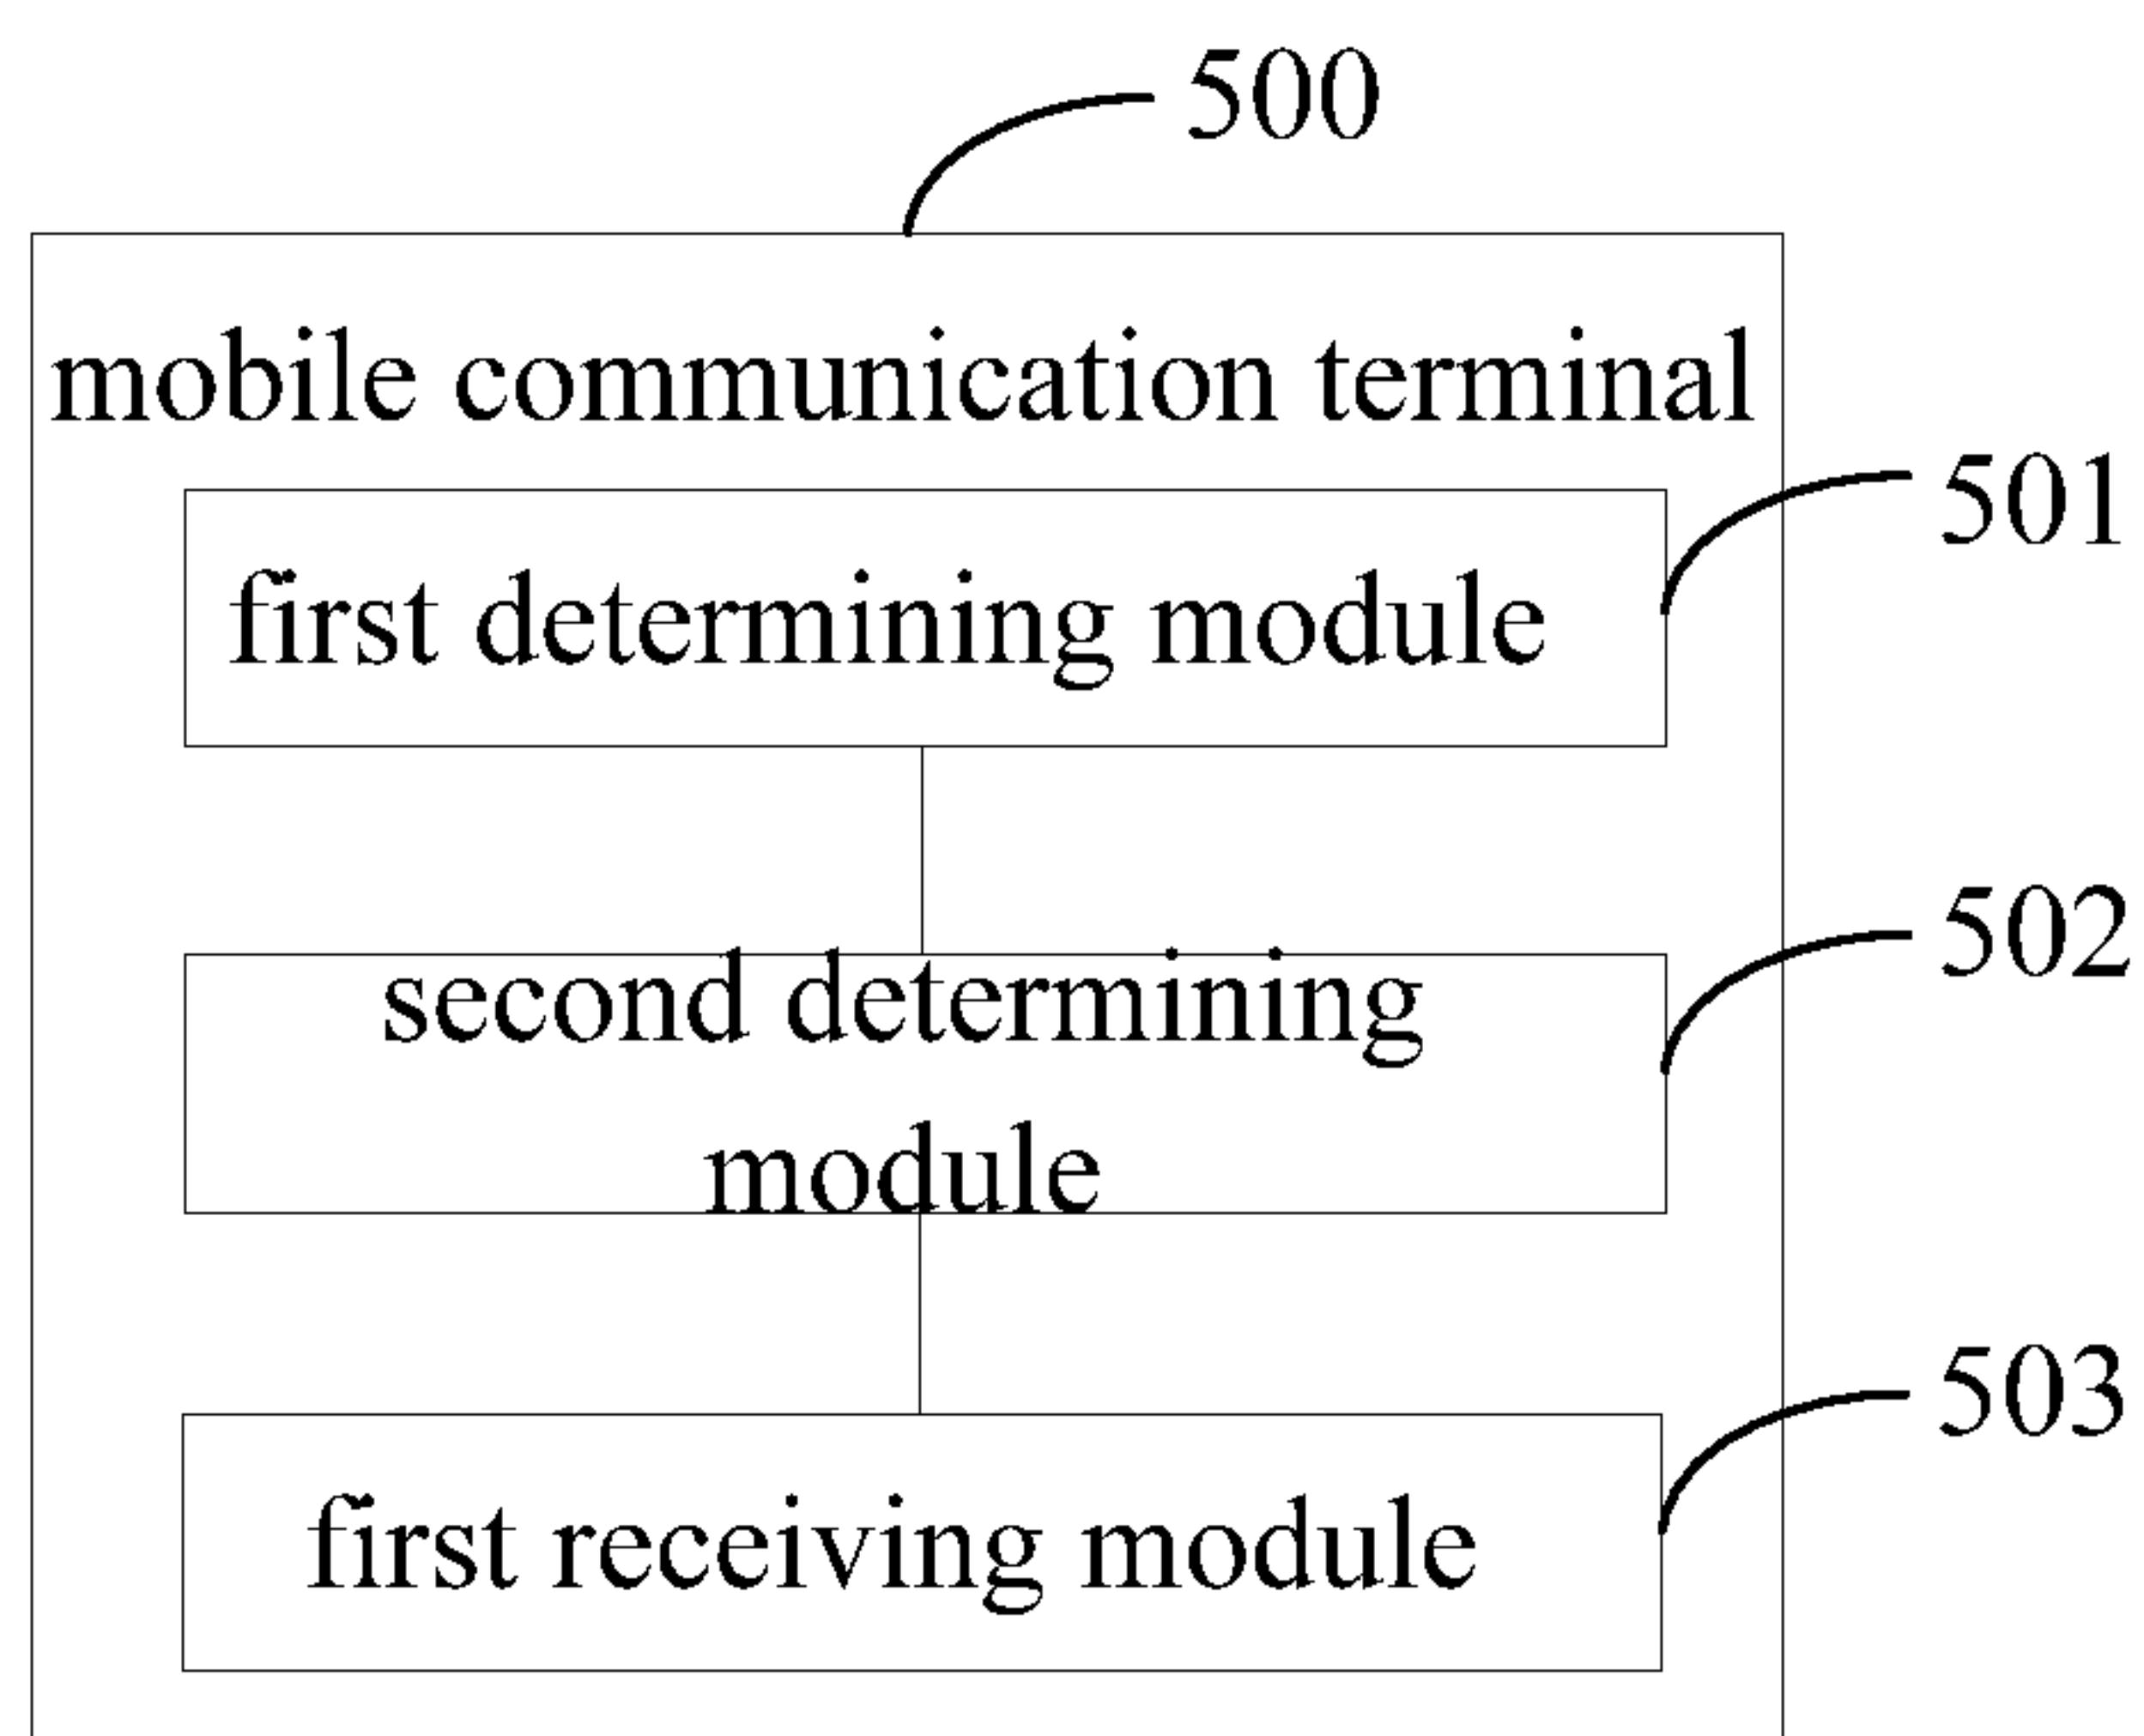 500
mobile communication terminal
501
first determining module
502
second determining
module
503
first receiving module